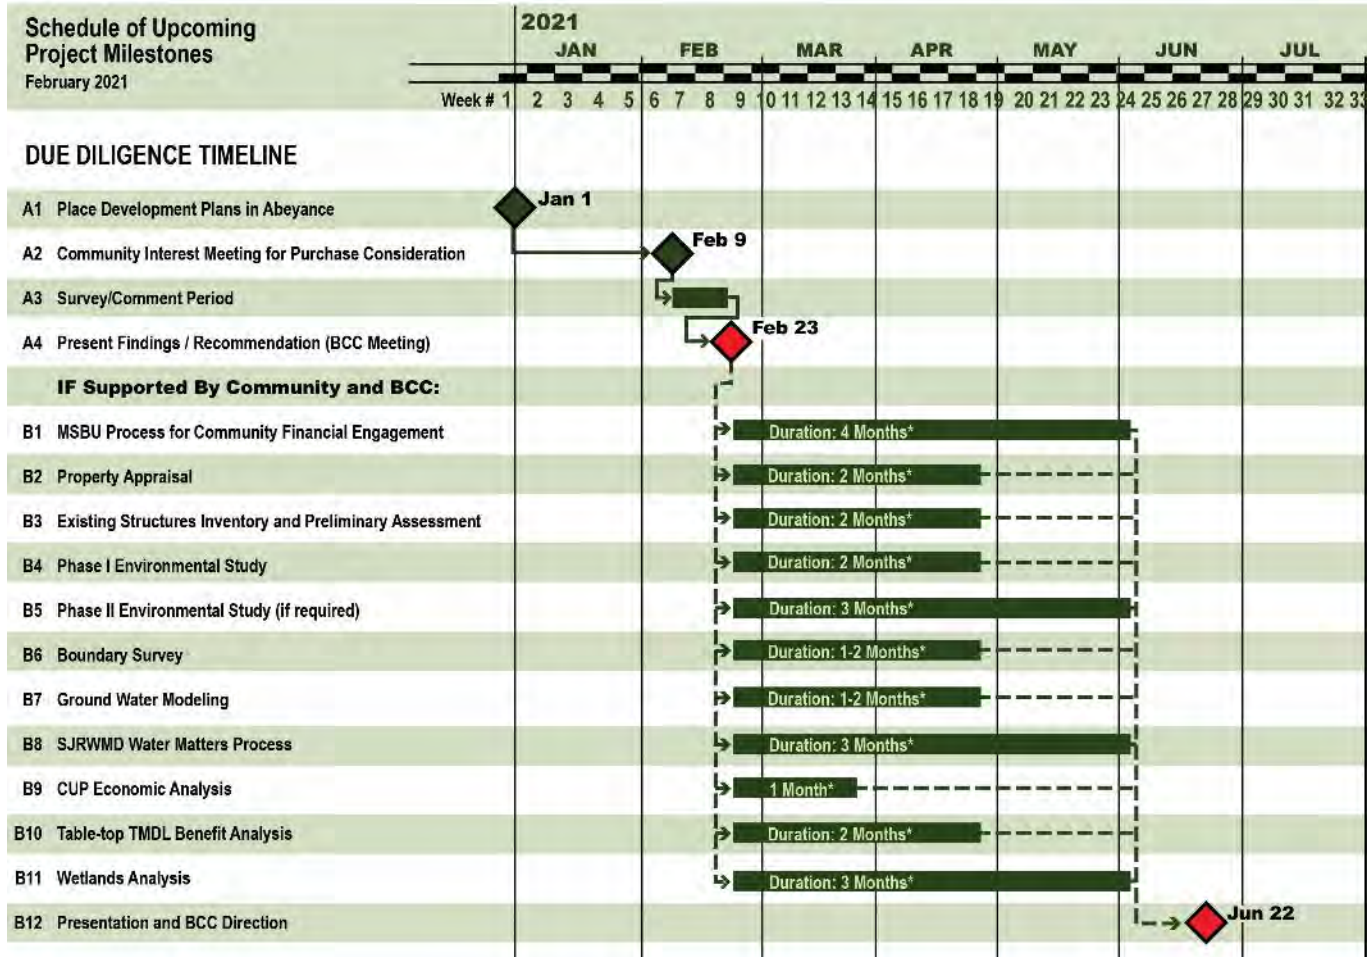 Schedule of Upcoming
Project Milestones
February 2021
2021
JAN FEB MAR APR MAY JUN JUL
Week # 1 2 3 4 5 6 7 8 9 10 11 12 13 14 15 16 17 18 19 20 21 22 23 24 25 26 27 28 29 30 31 32 33
DUE DILIGENCE TIMELINE
A1 Place Development Plans in Abeyance Jan 1
A2 Community Interest Meeting for Purchase Consideration Feb 9
A3 Survey/Comment Period
A4 Present Findings / Recommendation (BCC Meeting) Feb 23
IF Supported By Community and BCC:
B1 MSBU Process for Community Financial Engagement Duration: 4 Months*
B2 Property Appraisal Duration: 2 Months*
B3 Existing Structures Inventory and Preliminary Assessment Duration: 2 Months*
B4 Phase I Environmental Study Duration: 2 Months*
B5 Phase II Environmental Study (if required) Duration: 3 Months*
B6 Boundary Survey Duration: 1-2 Months*
B7 Ground Water Modeling Duration: 1-2 Months*
B8 SJRWMD Water Matters Process Duration: 3 Months*
B9 CUP Economic Analysis 1 Month*
B10 Table-top TMDL Benefit Analysis Duration: 2 Months*
B11 Wetlands Analysis Duration: 3 Months*
B12 Presentation and BCC Direction Jun 22